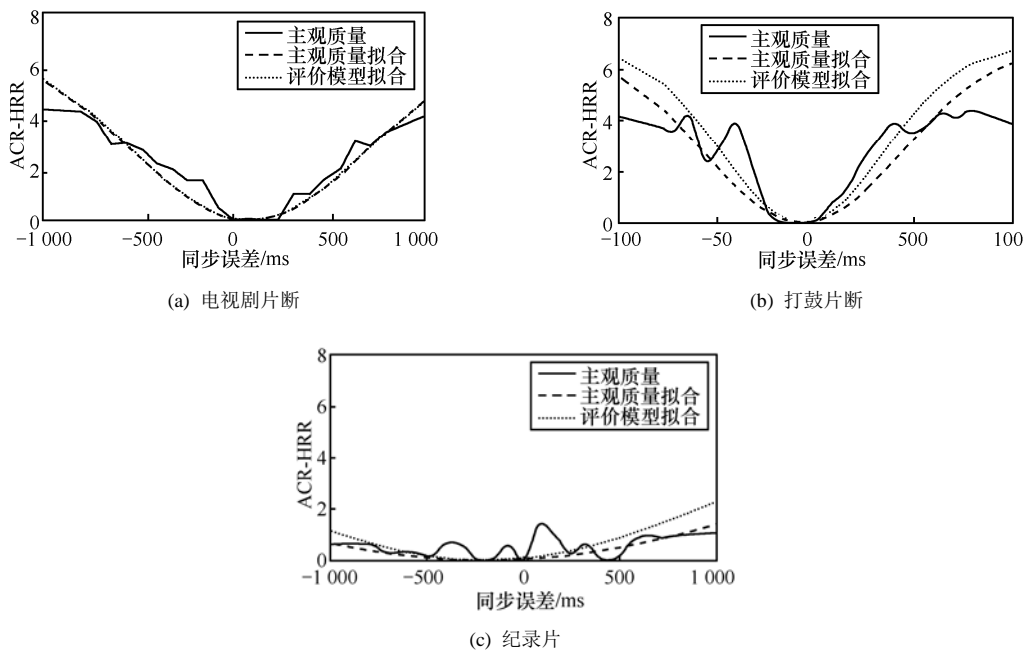 8
6
4
2
0
ACR-HRR
主观质量
主观质量拟合
评价模型拟合
−1 000 −500 0 500 1 000
同步误差/ms
(a) 电视剧片断
8
6
4
2
0
ACR-HRR
主观质量
主观质量拟合
评价模型拟合
−100 −50 0 500 100
同步误差/ms
(b) 打鼓片断
8
6
4
2
0
ACR-HRR
主观质量
主观质量拟合
评价模型拟合
−1 000 −500 0 500 1 000
同步误差/ms
(c) 纪录片